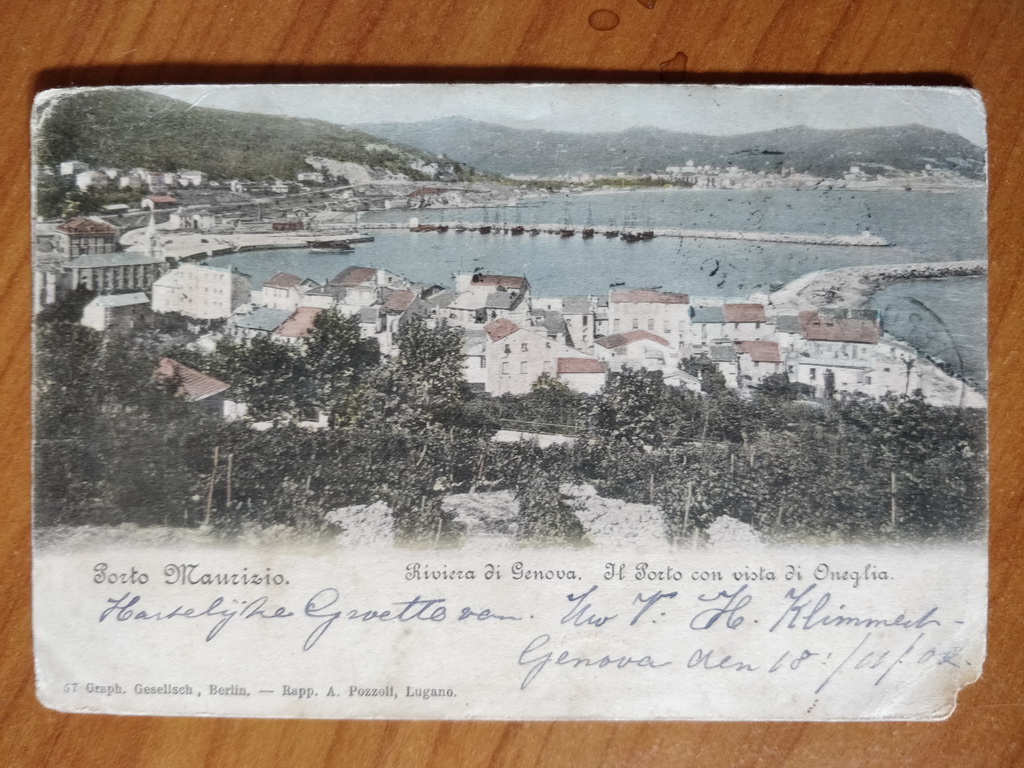 Porto Maurizio. Riviera di Genova. Il Porto con vista di Oneglia.
Hartelijke Groette van. Uw V. H. Klimmert-
Genova den 18:/11/02.
57 Graph. Gesellsch, Berlin. — Rapp. A. Pozzoli, Lugano.